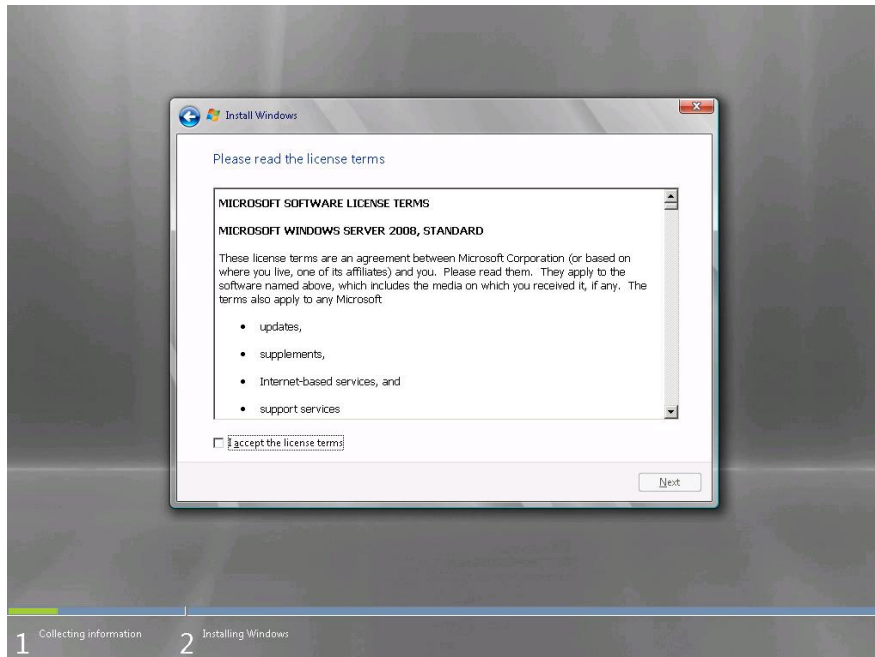 Install Windows
Please read the license terms
MICROSOFT SOFTWARE LICENSE TERMS
MICROSOFT WINDOWS SERVER 2008, STANDARD
These license terms are an agreement between Microsoft Corporation (or based on
where you live, one of its affiliates) and you.  Please read them.  They apply to the
software named above, which includes the media on which you received it, if any.  The
terms also apply to any Microsoft
• updates,
• supplements,
• Internet-based services, and
• support services
I accept the license terms
Next
1 Collecting information
2 Installing Windows